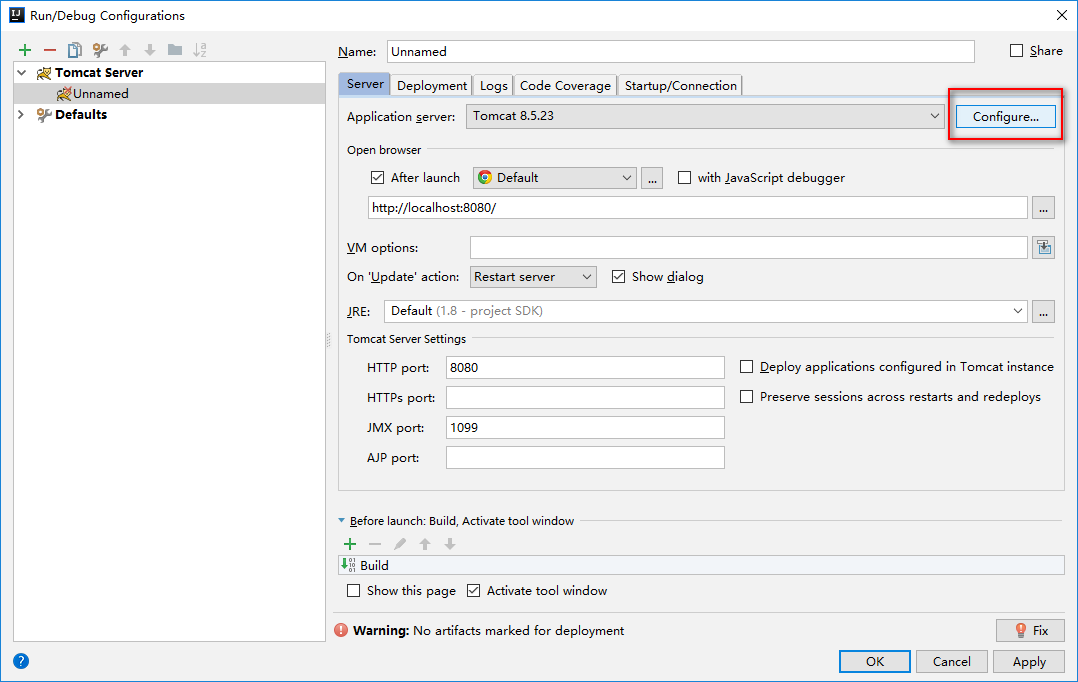 Run/Debug Configurations
Name: Unnamed Share
Tomcat Server
Unnamed
Defaults
Server Deployment Logs Code Coverage Startup/Connection
Application server: Tomcat 8.5.23 Configure...
Open browser
After launch Default ... with JavaScript debugger
http://localhost:8080/ ...
VM options:
On 'Update' action: Restart server Show dialog
JRE: Default (1.8 - project SDK) ...
Tomcat Server Settings
HTTP port: 8080 Deploy applications configured in Tomcat instance
HTTPs port: Preserve sessions across restarts and redeploys
JMX port: 1099
AJP port:
Before launch: Build, Activate tool window
Build
Show this page Activate tool window
Warning: No artifacts marked for deployment Fix
? OK Cancel Apply